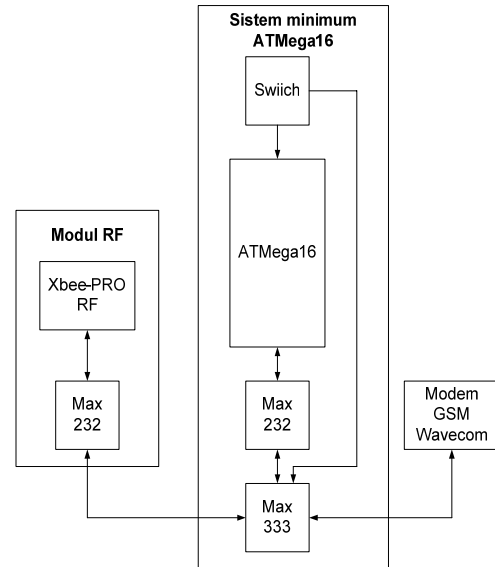 Sistem minimum
ATMega16
Swiich
ATMega16
Modul RF
Xbee-PRO
RF
Max
232
Max
232
Modem
GSM
Wavecom
Max
333